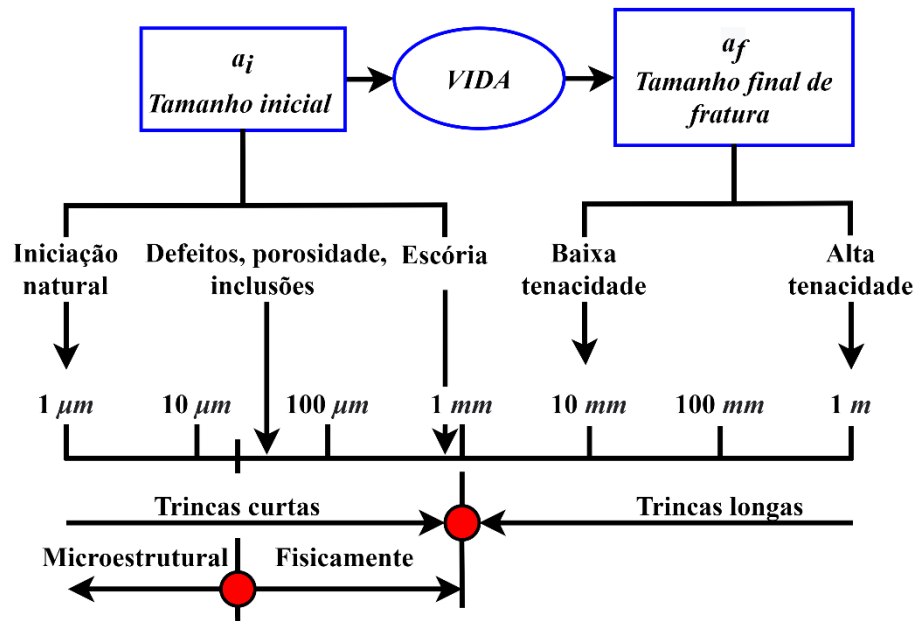 a_i
Tamanho inicial
VIDA
a_f
Tamanho final de
fratura
Iniciação
natural
Defeitos, porosidade,
inclusões
Escória
Baixa
tenacidade
Alta
tenacidade
1 μm
10 μm
100 μm
1 mm
10 mm
100 mm
1 m
Trincas curtas
Trincas longas
Microestrutural
Fisicamente